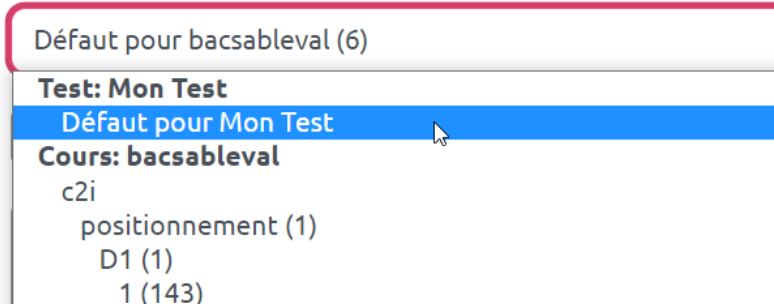 Défaut pour bacsableval (6)
Test: Mon Test
Défaut pour Mon Test
Cours: bacsableval
c2i
positionnement (1)
D1 (1)
1 (143)